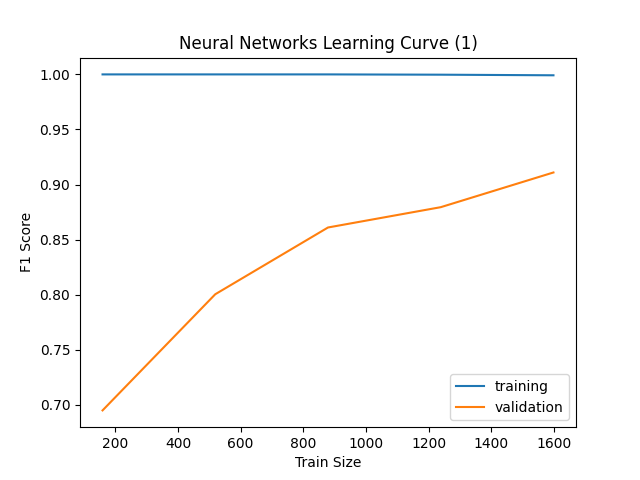 Neural Networks Learning Curve (1)
1.00
0.95
0.90
0.85
0.80
0.75
0.70
F1 Score
200 400 600 800 1000 1200 1400 1600
Train Size
training
validation